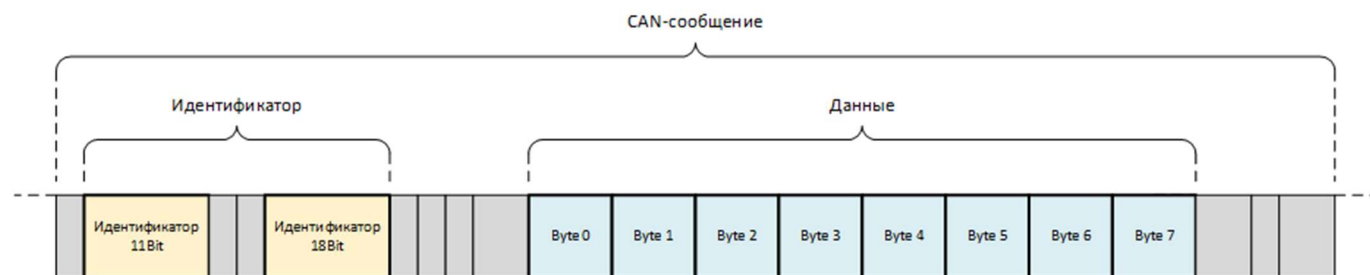 CAN-сообщение
Идентификатор
Данные
Идентификатор
11Bit
Идентификатор
18Bit
Byte 0
Byte 1
Byte 2
Byte 3
Byte 4
Byte 5
Byte 6
Byte 7